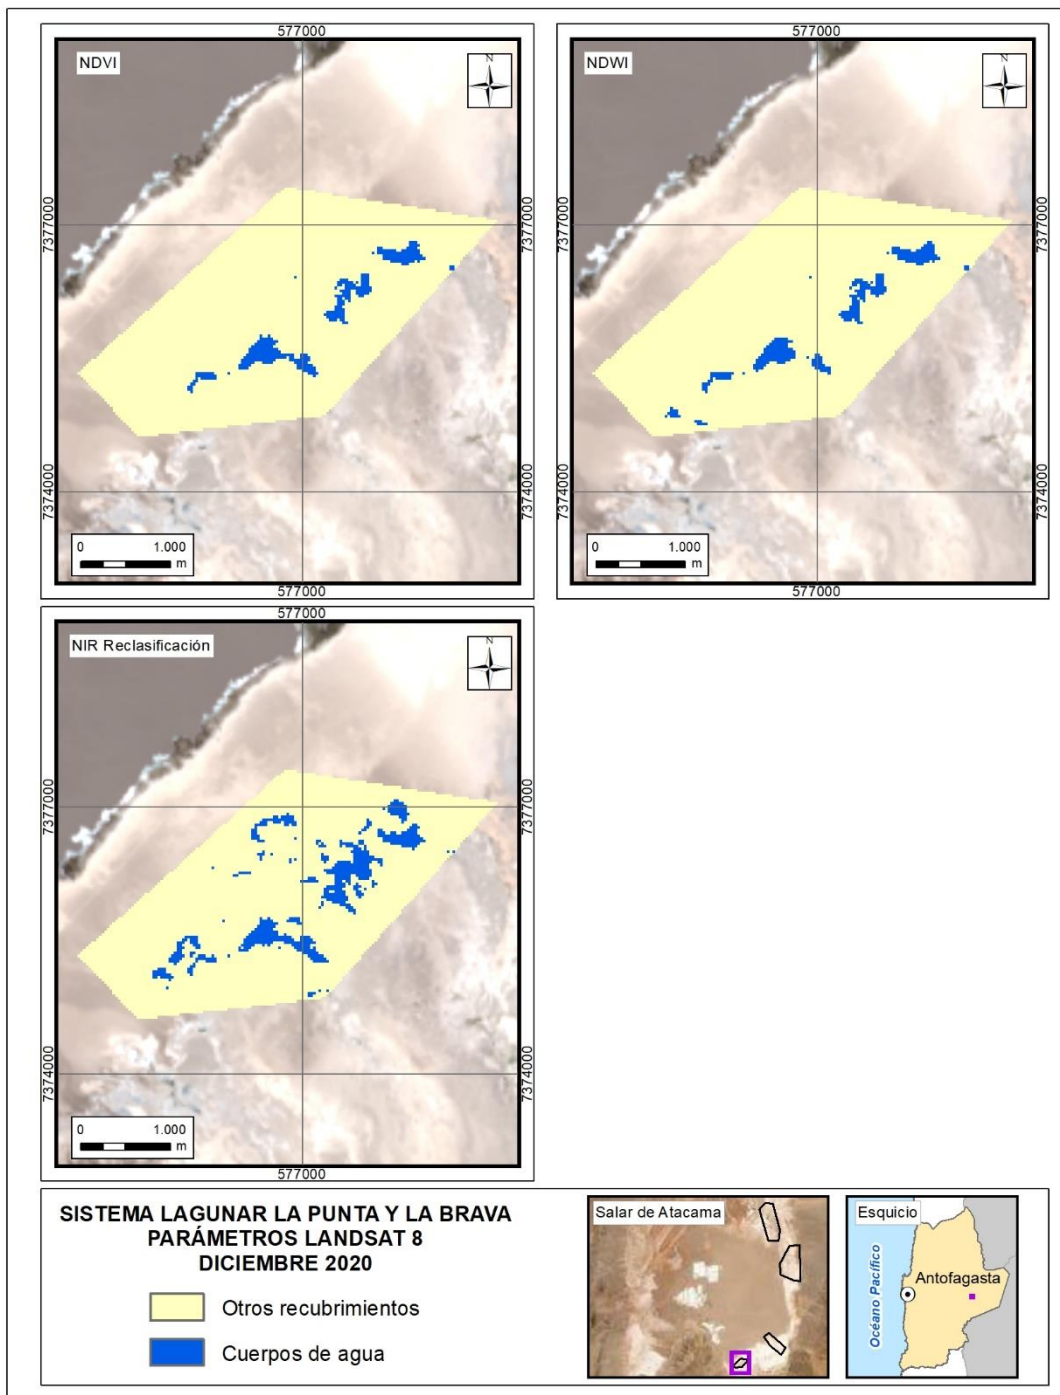 577000
NDVI
N
7377000
7377000
7374000
7374000
0 1.000
m
577000
577000
NDWI
N
7377000
7377000
7374000
7374000
0 1.000
m
577000
577000
NIR Reclasificación
N
7377000
7377000
7374000
7374000
0 1.000
m
577000
SISTEMA LAGUNAR LA PUNTA Y LA BRAVA
PARÁMETROS LANDSAT 8
DICIEMBRE 2020
Otros recubrimientos
Cuerpos de agua
Salar de Atacama
Esquicio
Océano Pacífico
Antofagasta